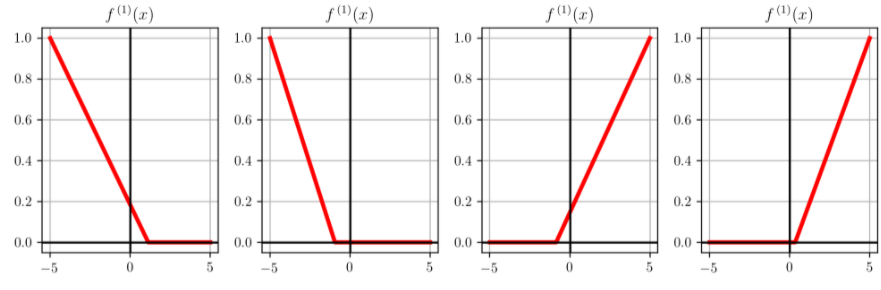 f⁽¹⁾(x) f⁽¹⁾(x) f⁽¹⁾(x) f⁽¹⁾(x)
1.0 1.0 1.0 1.0
0.8 0.8 0.8 0.8
0.6 0.6 0.6 0.6
0.4 0.4 0.4 0.4
0.2 0.2 0.2 0.2
0.0 0.0 0.0 0.0
−5 0 5 −5 0 5 −5 0 5 −5 0 5